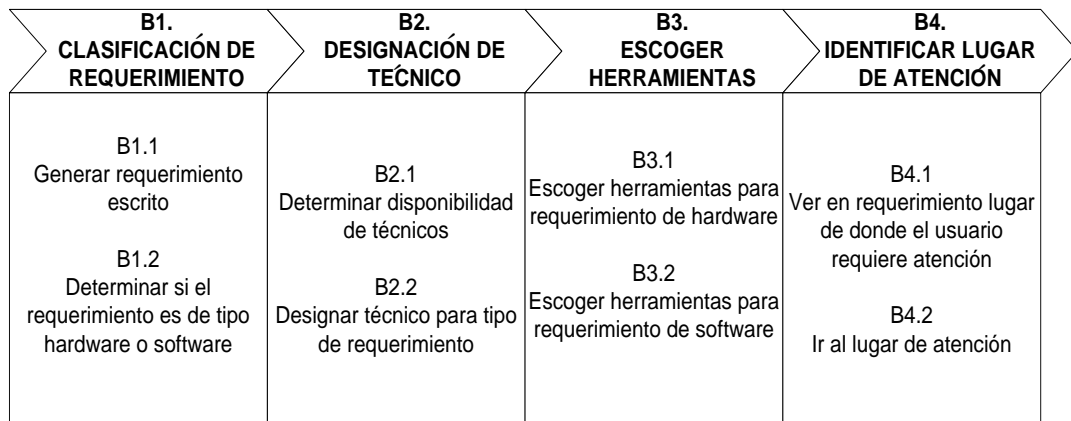 B1.
CLASIFICACIÓN DE
REQUERIMIENTO
B2.
DESIGNACIÓN DE
TÉCNICO
B3.
ESCOGER
HERRAMIENTAS
B4.
IDENTIFICAR LUGAR
DE ATENCIÓN
B1.1
Generar requerimiento
escrito
B1.2
Determinar si el
requerimiento es de tipo
hardware o software
B2.1
Determinar disponibilidad
de técnicos
B2.2
Designar técnico para tipo
de requerimiento
B3.1
Escoger herramientas para
requerimiento de hardware
B3.2
Escoger herramientas para
requerimiento de software
B4.1
Ver en requerimiento lugar
de donde el usuario
requiere atención
B4.2
Ir al lugar de atención